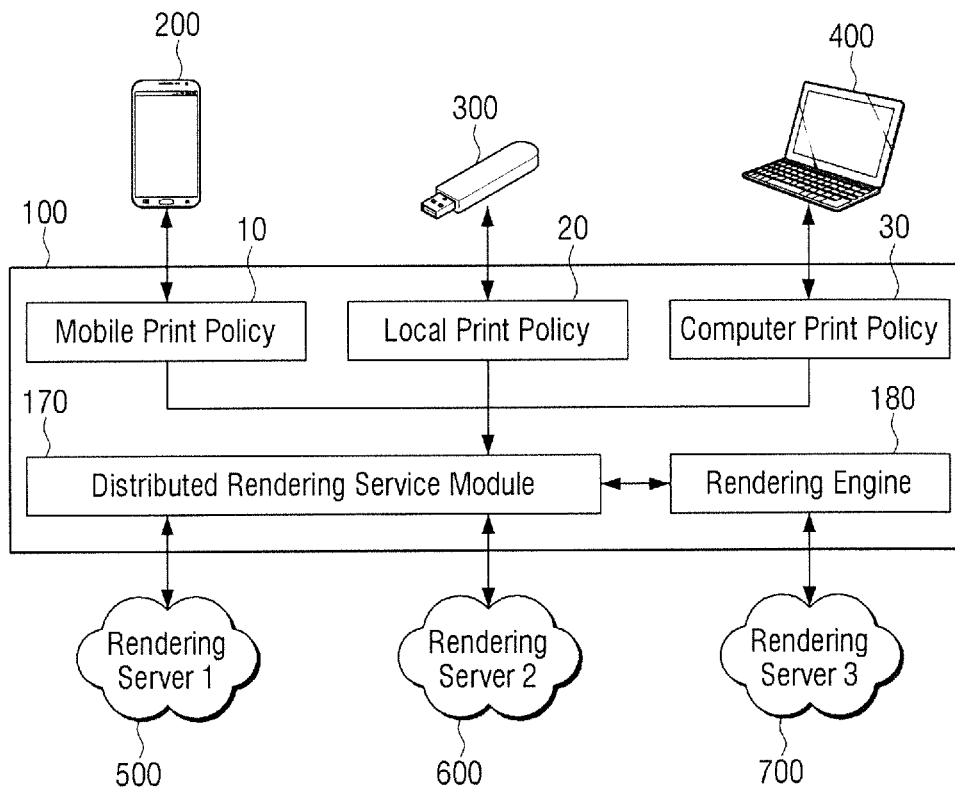 200
300
400
100
10
20
30
Mobile Print Policy
Local Print Policy
Computer Print Policy
170
180
Distributed Rendering Service Module
Rendering Engine
Rendering
Server 1
Rendering
Server 2
Rendering
Server 3
500
600
700